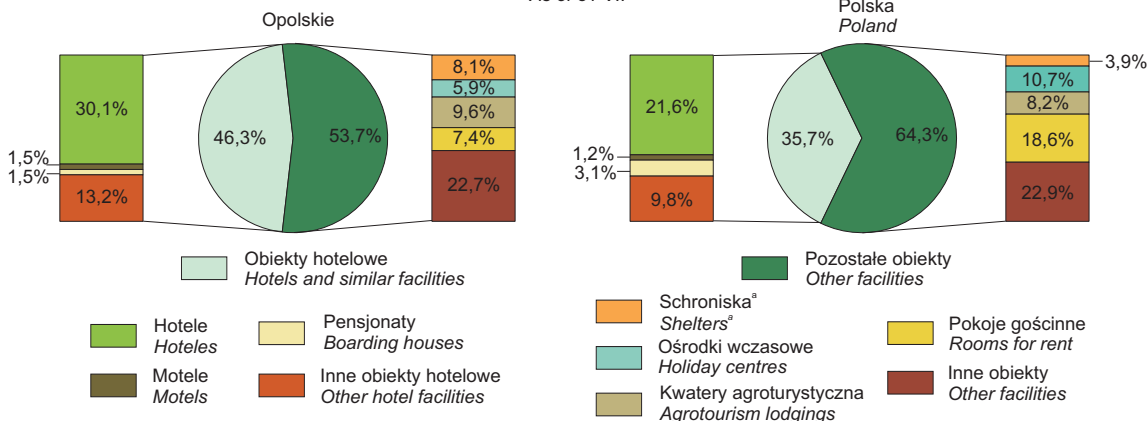 Opolskie
Polska
Poland
30,1%
1,5%
1,5%
13,2%
46,3%
53,7%
8,1%
5,9%
9,6%
7,4%
22,7%
21,6%
1,2%
3,1%
9,8%
35,7%
64,3%
3,9%
10,7%
8,2%
18,6%
22,9%
Obiekty hotelowe
Hotels and similar facilities
Pozostałe obiekty
Other facilities
Hotele
Hoteles
Pensjonaty
Boarding houses
Motele
Motels
Inne obiekty hotelowe
Other hotel facilities
Schroniskaª
Sheltersª
Ośrodki wczasowe
Holiday centres
Kwatery agroturystyczna
Agrotourism lodgings
Pokoje gościnne
Rooms for rent
Inne obiekty
Other facilities